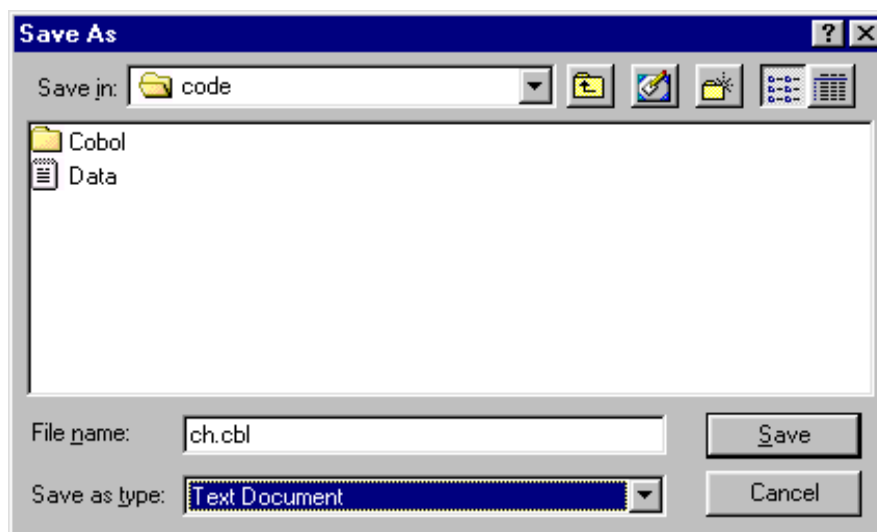 Save As
Save in: code
Cobol
Data
File name: ch.cbl Save
Save as type: Text Document Cancel